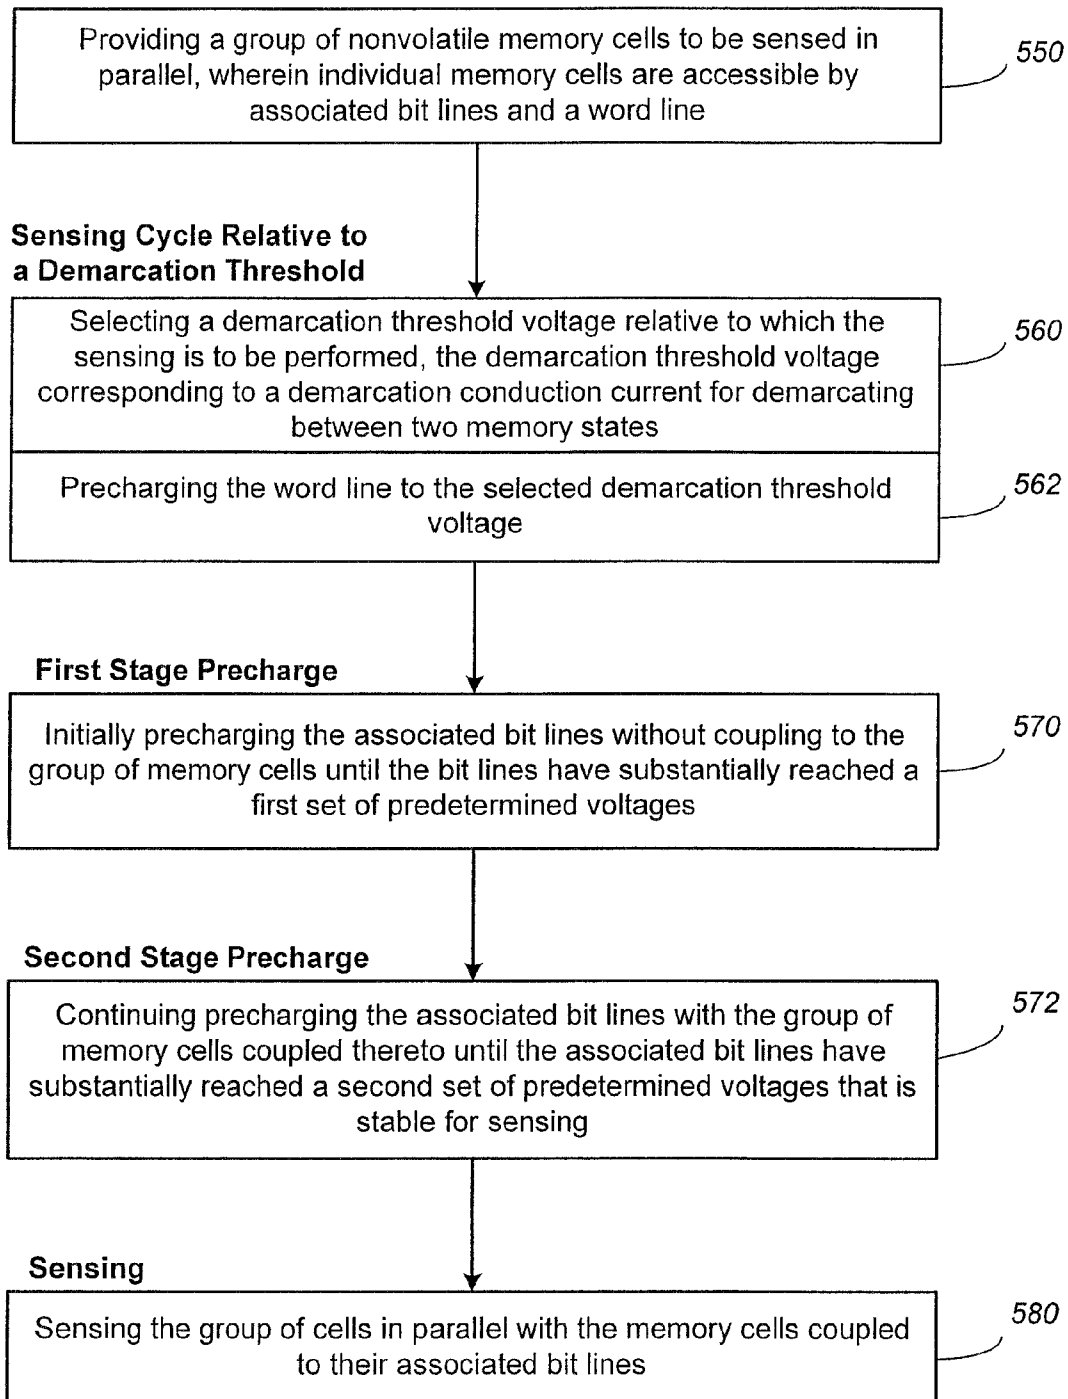 Providing a group of nonvolatile memory cells to be sensed in
parallel, wherein individual memory cells are accessible by
associated bit lines and a word line
550
Sensing Cycle Relative to
a Demarcation Threshold
Selecting a demarcation threshold voltage relative to which the
sensing is to be performed, the demarcation threshold voltage
corresponding to a demarcation conduction current for demarcating
between two memory states
560
Precharging the word line to the selected demarcation threshold
voltage
562
First Stage Precharge
Initially precharging the associated bit lines without coupling to the
group of memory cells until the bit lines have substantially reached a
first set of predetermined voltages
570
Second Stage Precharge
Continuing precharging the associated bit lines with the group of
memory cells coupled thereto until the associated bit lines have
substantially reached a second set of predetermined voltages that is
stable for sensing
572
Sensing
Sensing the group of cells in parallel with the memory cells coupled
to their associated bit lines
580